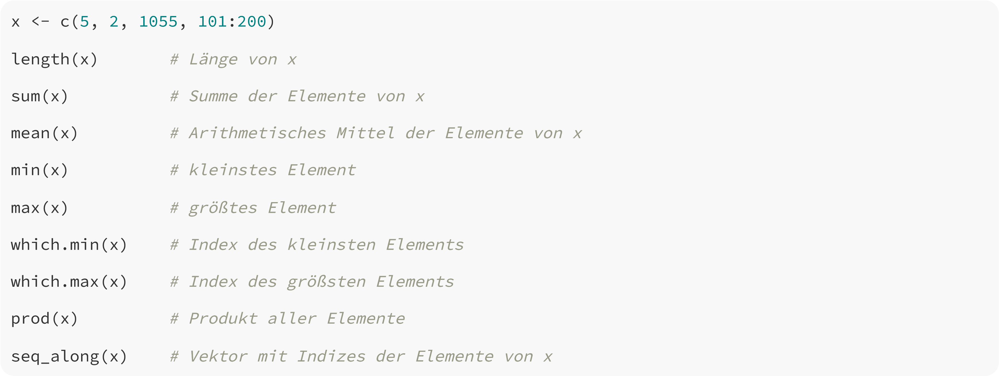 x <- c(5, 2, 1055, 101:200)
length(x)        # Länge von x
sum(x)           # Summe der Elemente von x
mean(x)          # Arithmetisches Mittel der Elemente von x
min(x)           # kleinstes Element
max(x)           # größtes Element
which.min(x)     # Index des kleinsten Elements
which.max(x)     # Index des größsten Elements
prod(x)          # Produkt aller Elemente
seq_along(x)     # Vektor mit Indizes der Elemente von x